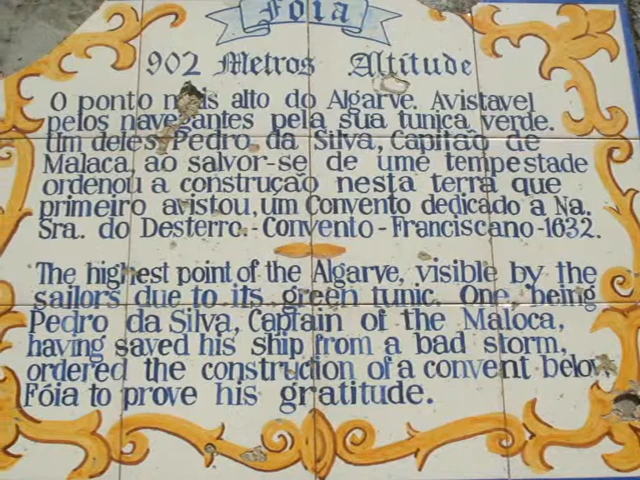 Fóia
902 Metros Altitude
O ponto mais alto do Algarve. Avistavel
pelos navegantes pela sua tunica verde.
Um deles Pedro da Silva, Capitão de
Malaca, ao salvor-se de ume tempestade
ordenou a construção nesta terra que
primeiro avistou, um Convento dedicado a Na.
Sra. do Desterro.-Convento-Franciscano-1632.
The highest point of the Algarve, visible by the
sailors due to its green tunic. One, being
Pedro da Silva, Captain of the Maloca,
having saved his ship from a bad storm,
ordered the construction of a convent below
Fóia to prove his gratitude.